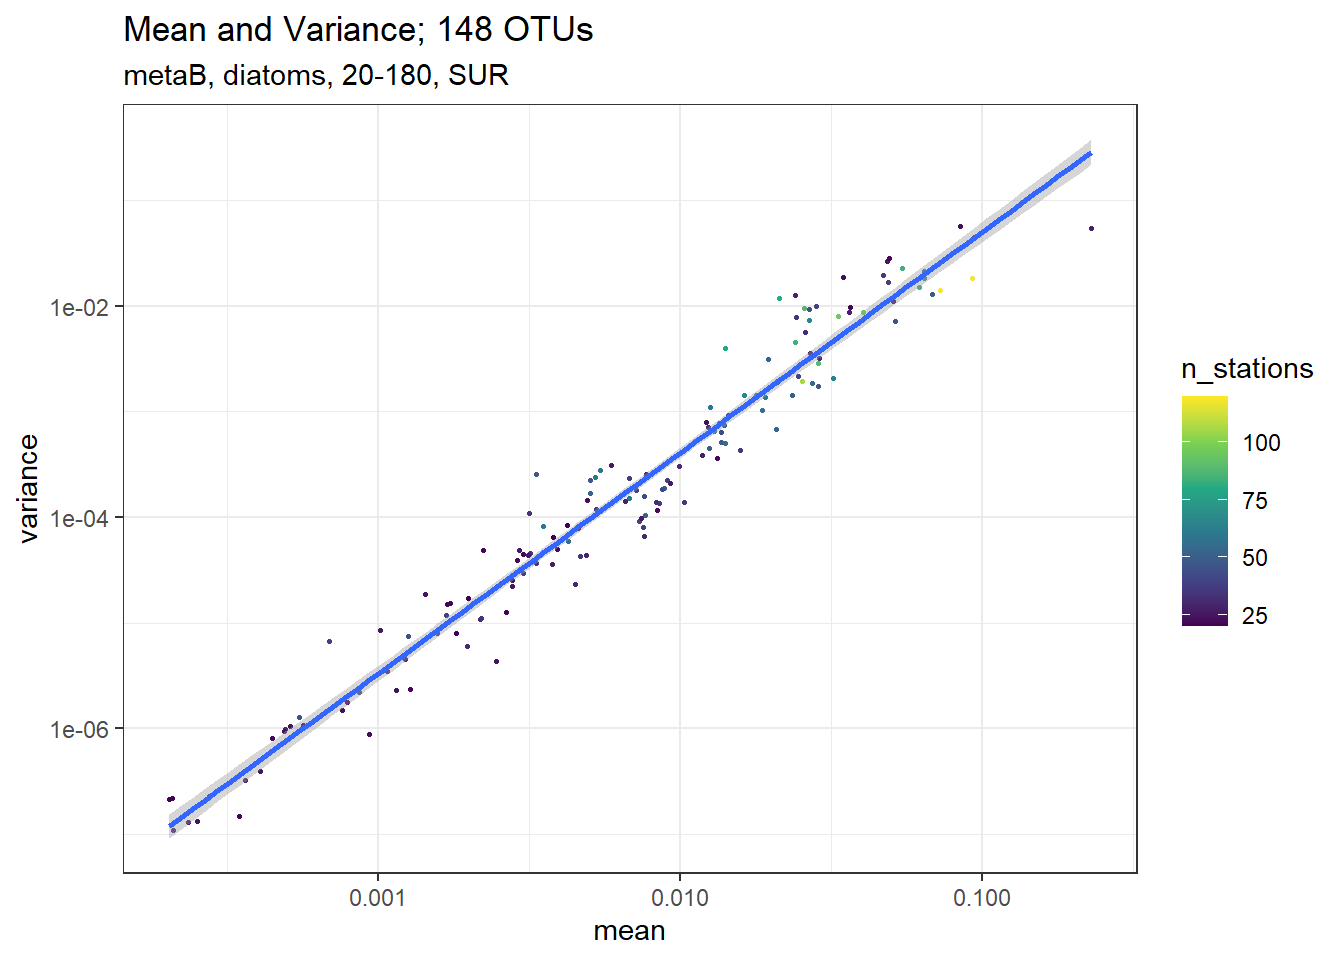 Mean and Variance; 148 OTUs
metaB, diatoms, 20-180, SUR
variance
1e-02
1e-04
1e-06
0.001
0.010
0.100
mean
n_stations
100
75
50
25